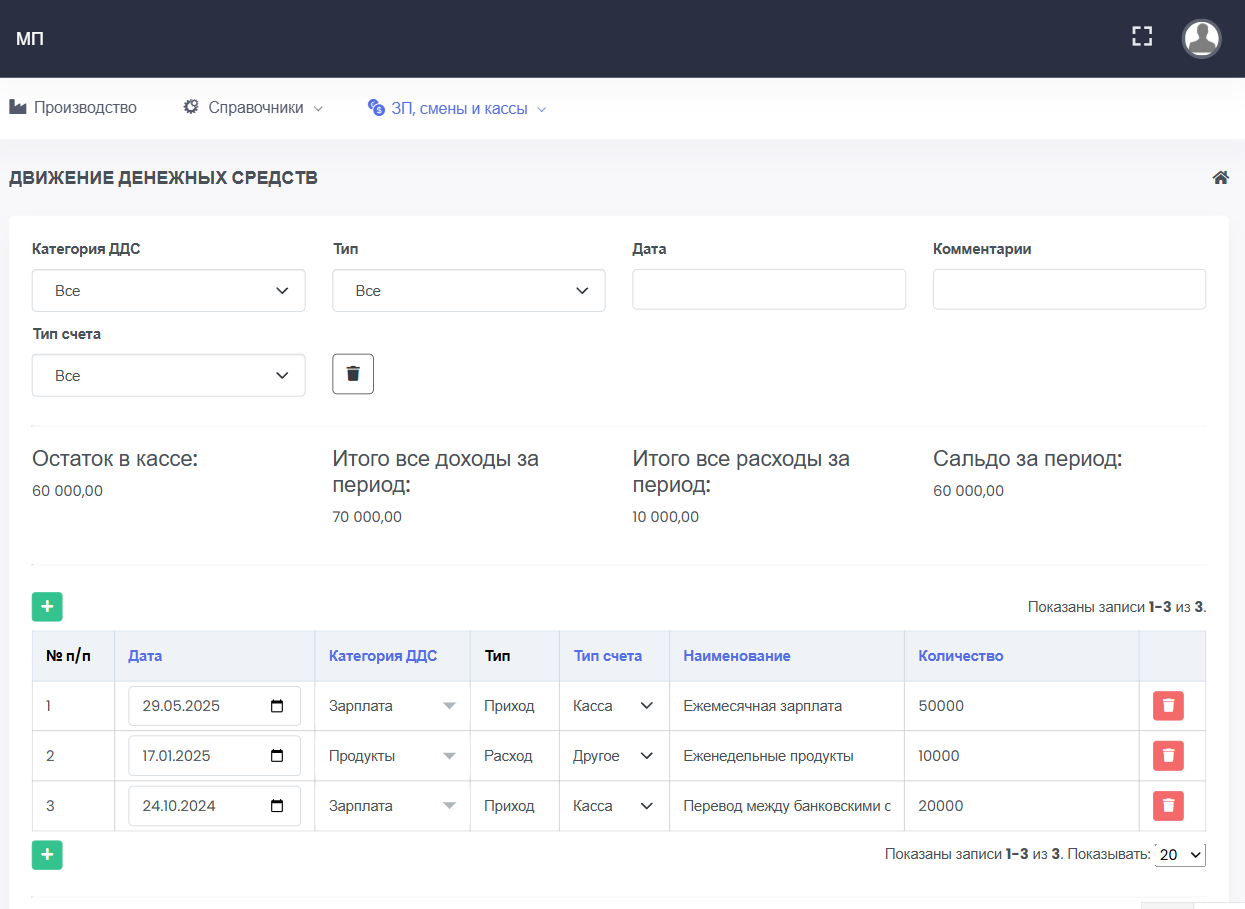 МП
Производство Справочники ЗП, смены и кассы
ДВИЖЕНИЕ ДЕНЕЖНЫХ СРЕДСТВ
Категория ДДС Тип Дата Комментарии
Все Все
Тип счета
Все
Остаток в кассе: Итого все доходы за Итого все расходы за Сальдо за период:
60 000,00 период: период: 60 000,00
70 000,00 10 000,00
+ Показаны записи 1-3 из 3.
№ п/п Дата Категория ДДС Тип Тип счета Наименование Количество
1 29.05.2025 Зарплата Приход Касса Ежемесячная зарплата 50000
2 17.01.2025 Продукты Расход Другое Еженедельные продукты 10000
3 24.10.2024 Зарплата Приход Касса Перевод между банковскими с 20000
+ Показаны записи 1-3 из 3. Показывать: 20